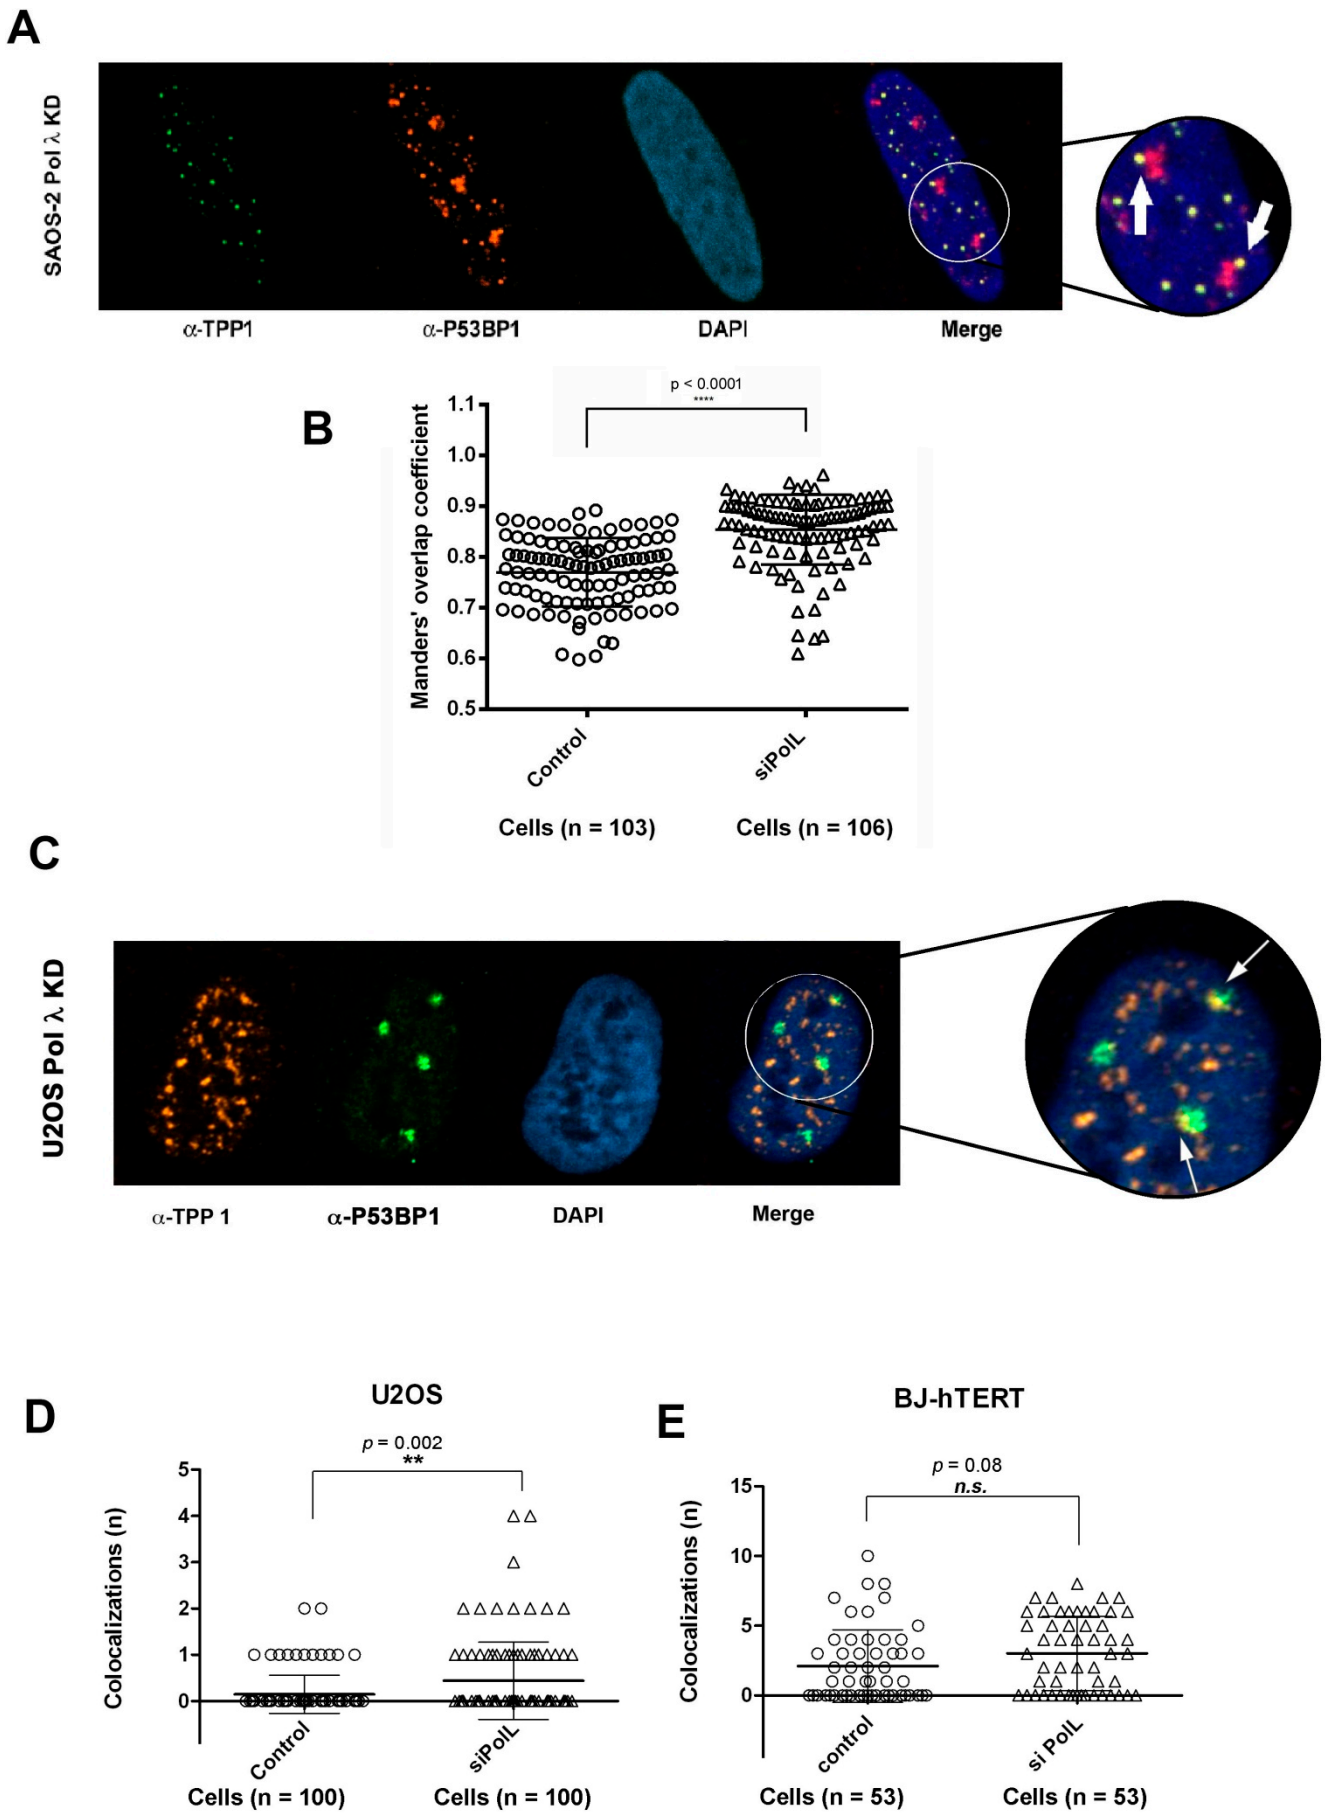 A
SAOS-2 Pol λ KD
α-TPP1
α-P53BP1
DAPI
Merge
B
p < 0.0001
****
Manders' overlap coefficient
1.1
1.0
0.9
0.8
0.7
0.6
0.5
Control
siPolL
Cells (n = 103)
Cells (n = 106)
C
U2OS Pol λ KD
α-TPP 1
α-P53BP1
DAPI
Merge
D
U2OS
p = 0.002
**
Colocalizations (n)
5
4
3
2
1
0
Control
siPolL
Cells (n = 100)
Cells (n = 100)
E
BJ-hTERT
p = 0.08
n.s.
Colocalizations (n)
15
10
5
0
control
si PolL
Cells (n = 53)
Cells (n = 53)